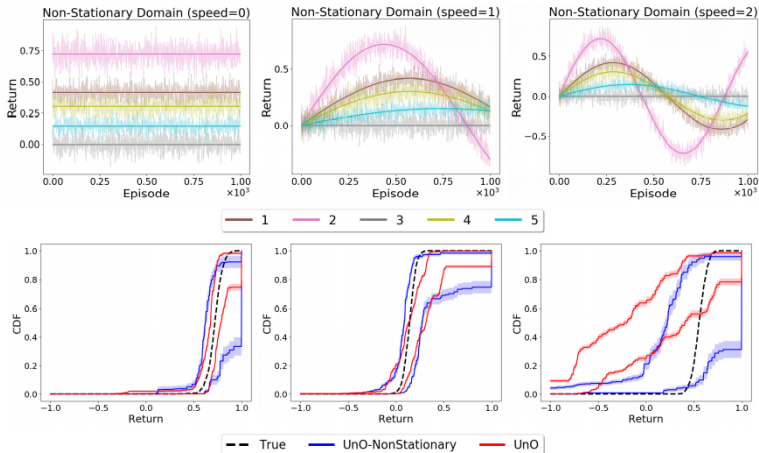 Non-Stationary Domain (speed=0)
Non-Stationary Domain (speed=1)
Non-Stationary Domain (speed=2)
Return
0.75
0.50
0.25
0.00
0.00 0.25 0.50 0.75 1.00
×10³
Episode
Return
0.5
0.0
0.00 0.25 0.50 0.75 1.00
×10³
Episode
Return
0.5
0.0
−0.5
0.00 0.25 0.50 0.75 1.00
×10³
Episode
1 2 3 4 5
CDF
1.0
0.8
0.6
0.4
0.2
0.0
−1.0 −0.5 0.0 0.5 1.0
Return
CDF
1.0
0.8
0.6
0.4
0.2
0.0
−1.0 −0.5 0.0 0.5 1.0
Return
CDF
1.0
0.8
0.6
0.4
0.2
0.0
−1.0 −0.5 0.0 0.5 1.0
Return
True UnO-NonStationary UnO